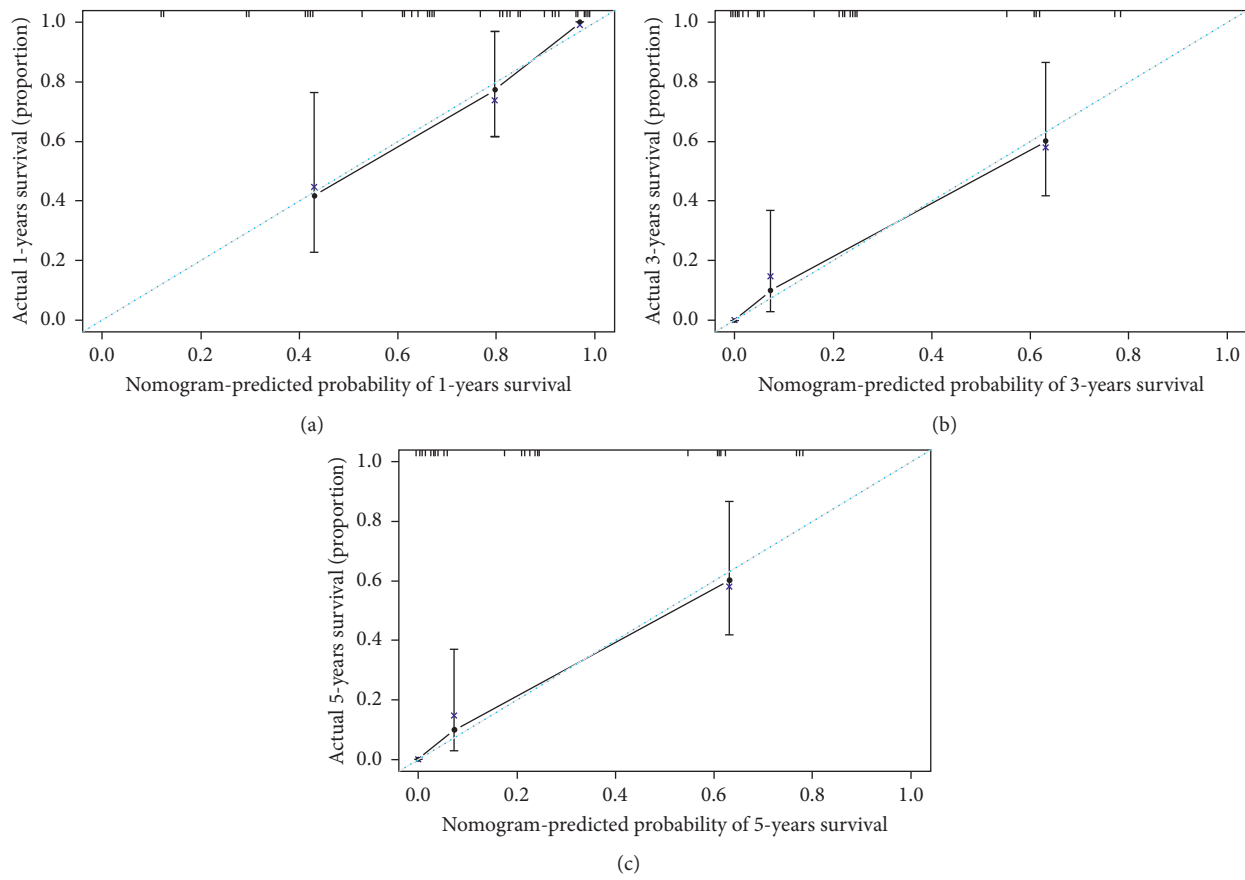 Actual 1-years survival (proportion)
1.0
0.8
0.6
0.4
0.2
0.0
0.0 0.2 0.4 0.6 0.8 1.0
Nomogram-predicted probability of 1-years survival
(a)
Actual 3-years survival (proportion)
1.0
0.8
0.6
0.4
0.2
0.0
0.0 0.2 0.4 0.6 0.8 1.0
Nomogram-predicted probability of 3-years survival
(b)
Actual 5-years survival (proportion)
1.0
0.8
0.6
0.4
0.2
0.0
0.0 0.2 0.4 0.6 0.8 1.0
Nomogram-predicted probability of 5-years survival
(c)